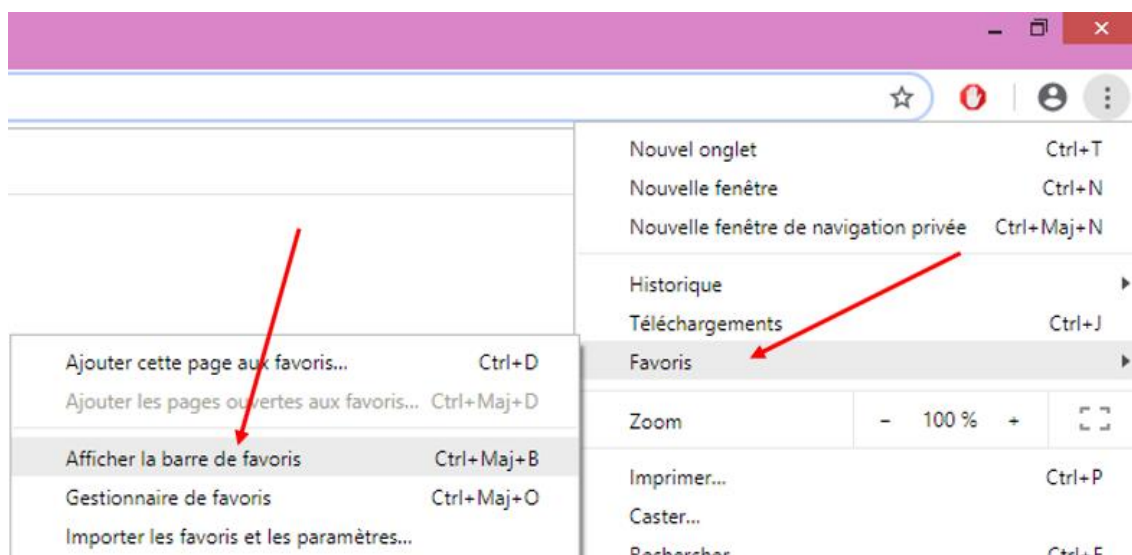 Nouvel onglet Ctrl+T
Nouvelle fenêtre Ctrl+N
Nouvelle fenêtre de navigation privée Ctrl+Maj+N
Historique
Téléchargements Ctrl+J
Favoris
Zoom - 100 % +
Imprimer... Ctrl+P
Caster...
Rechercher... Ctrl+F
Ajouter cette page aux favoris... Ctrl+D
Ajouter les pages ouvertes aux favoris... Ctrl+Maj+D
Afficher la barre de favoris Ctrl+Maj+B
Gestionnaire de favoris Ctrl+Maj+O
Importer les favoris et les paramètres...